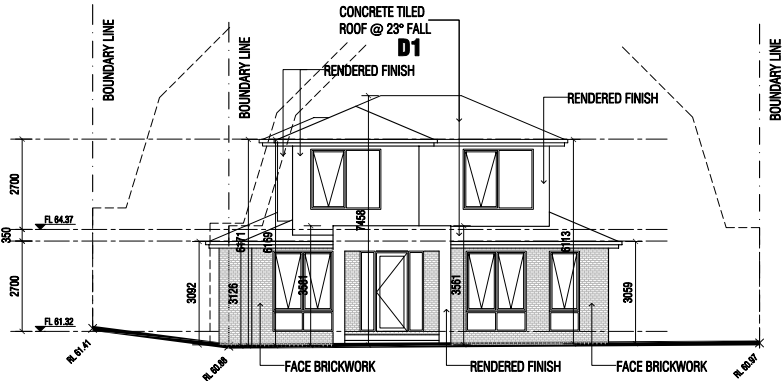 CONCRETE TILED
ROOF @ 23° FALL
D1
BOUNDARY LINE
BOUNDARY LINE
BOUNDARY LINE
RENDERED FINISH
RENDERED FINISH
2700
FL 64.37
350
2700
FL 61.32
3092
3126
6169
7458
3561
6113
3059
RL 61.41
RL 60.88
RL 60.97
FACE BRICKWORK
RENDERED FINISH
FACE BRICKWORK